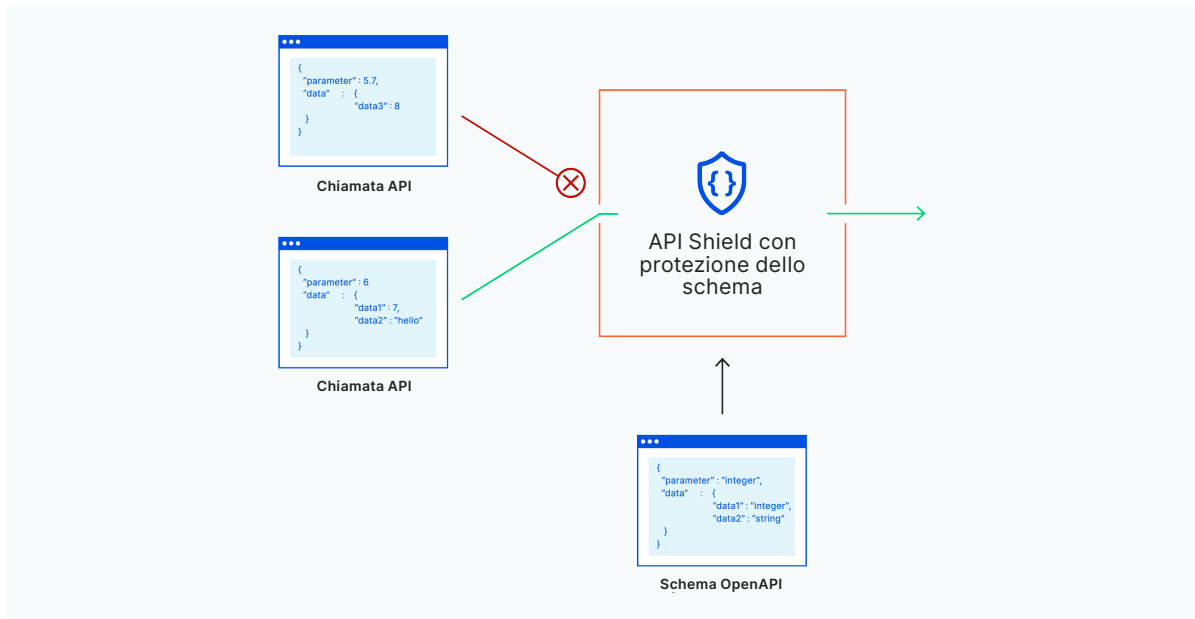 {
"parameter" : 5.7,
"data" : {
"data3" : 8
}
}
Chiamata API
{
"parameter" : 6
"data" : {
"data1" : 7,
"data2" : "hello"
}
}
Chiamata API
{ }
API Shield con
protezione dello
schema
{
"parameter" : "integer",
"data" : {
"data1" : "integer",
"data2" : "string"
}
}
Schema OpenAPI